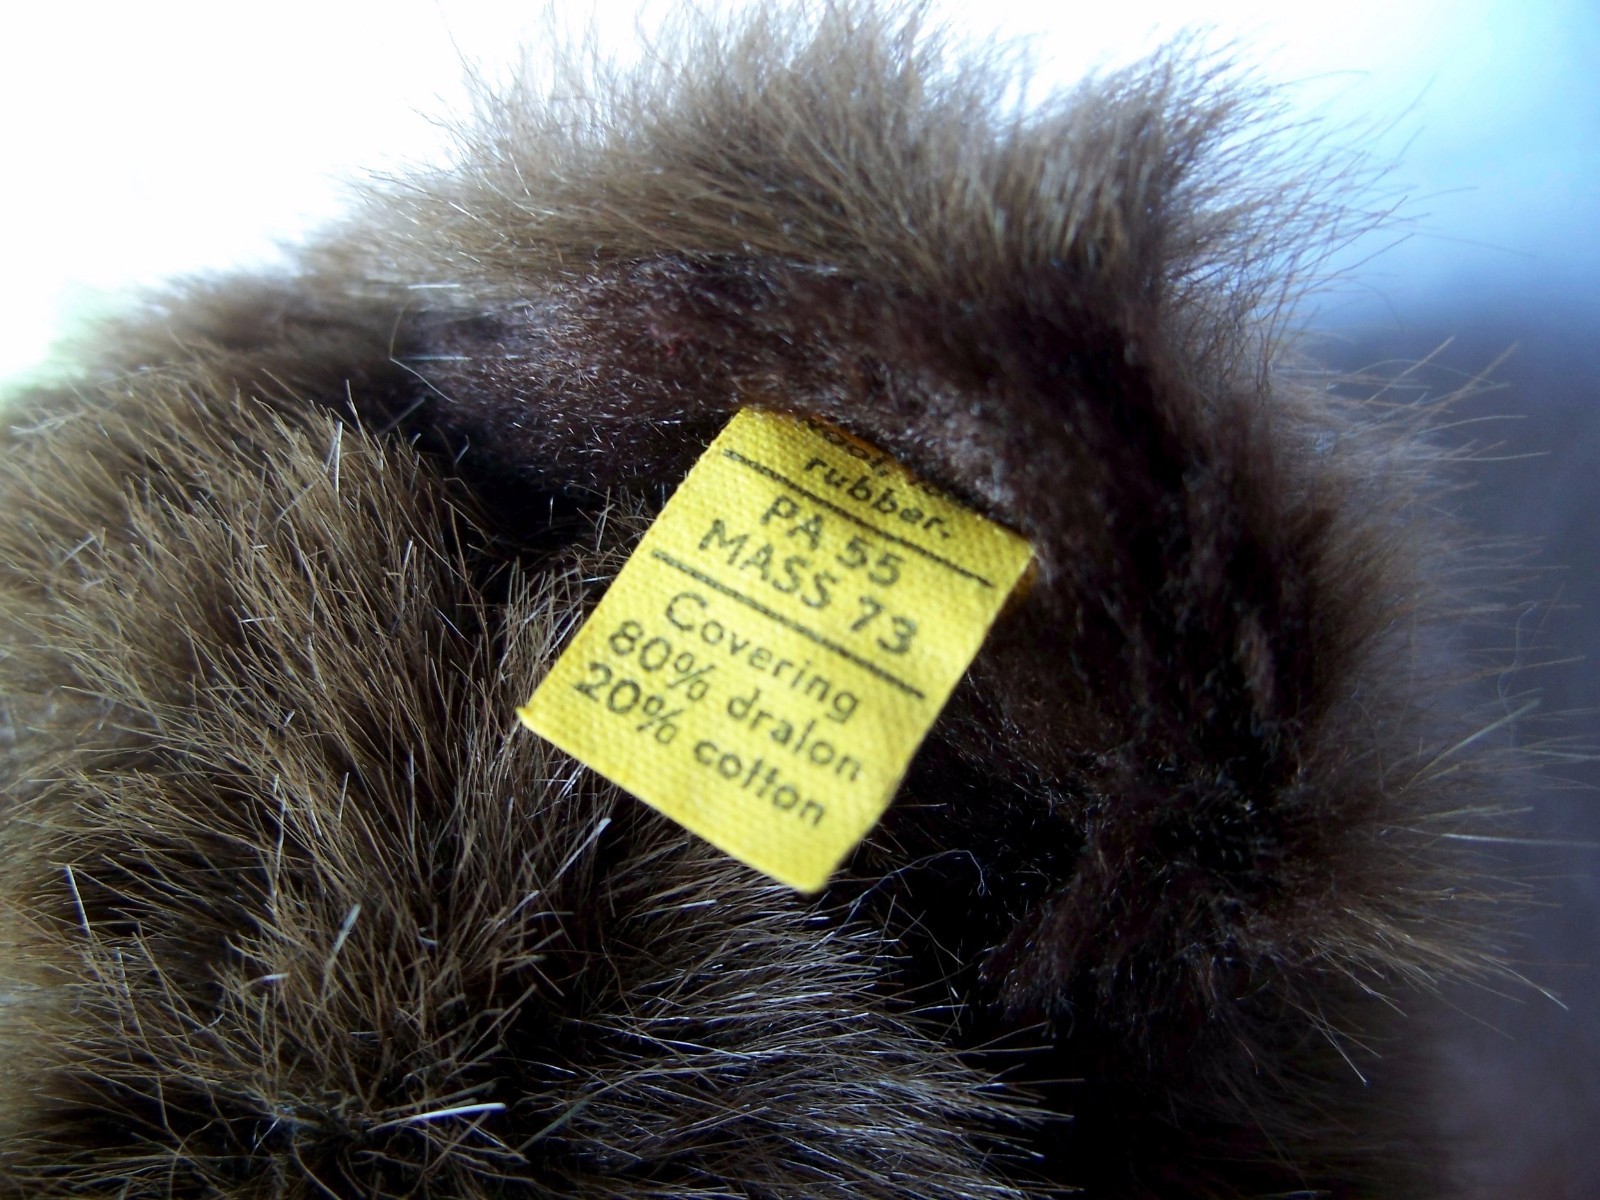 rubber.
PA 55
MASS 73
Covering
80% dralon
20% cotton